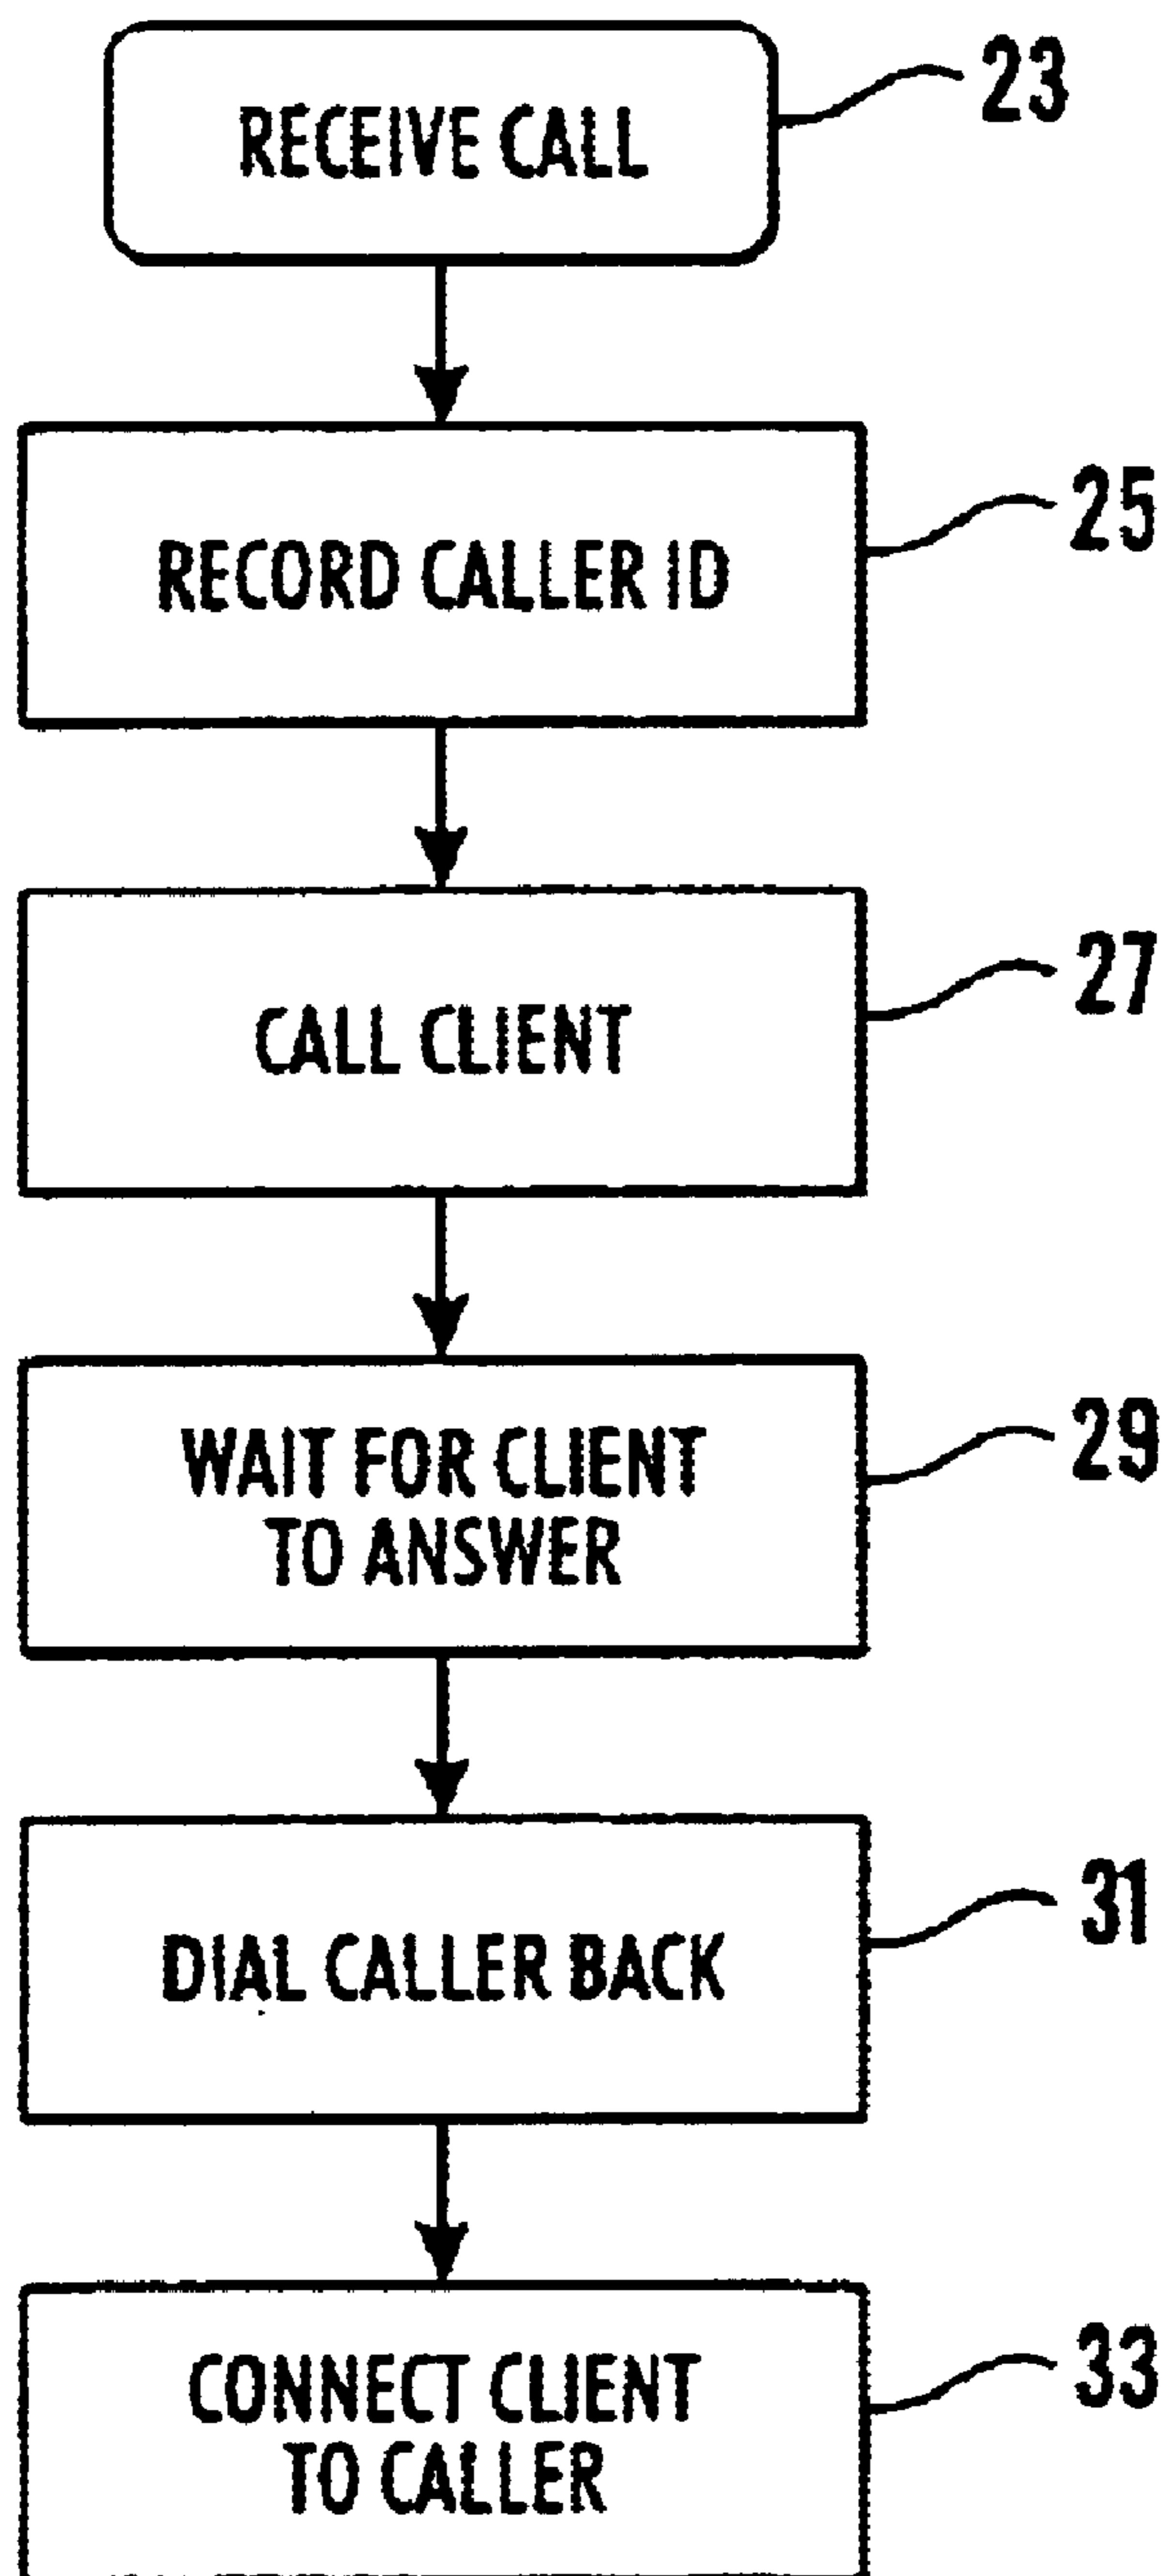 RECEIVE CALL
23
RECORD CALLER ID
25
CALL CLIENT
27
WAIT FOR CLIENT
TO ANSWER
29
DIAL CALLER BACK
31
CONNECT CLIENT
TO CALLER
33